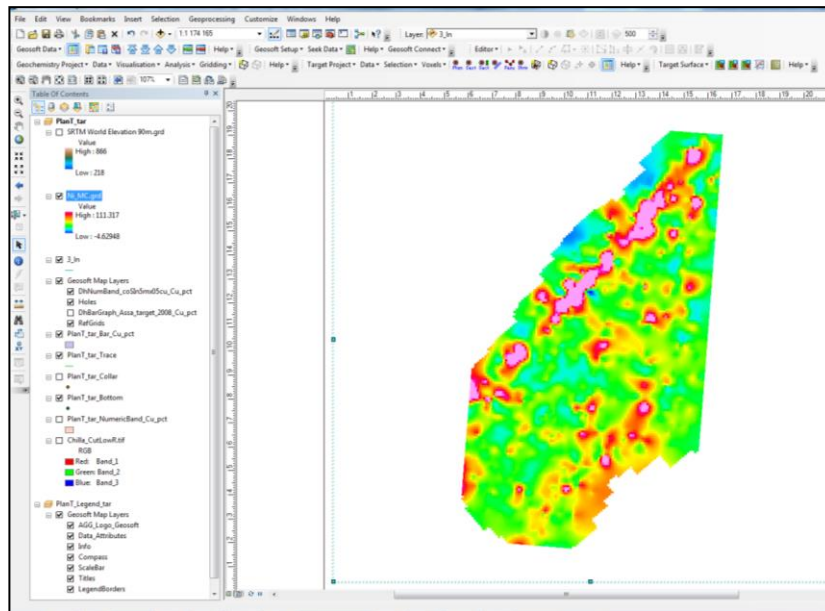 File Edit View Bookmarks Insert Selection Geoprocessing Customize Windows Help
1:1 174 165 Layer: 3_ln 500
Geosoft Data Help Geosoft Setup Seek Data Help Geosoft Connect Editor
Geochemistry Project Data Visualisation Analysis Gridding Help Target Project Data Selection Voxels Help Target Surface Help
107%
Table Of Contents
PlanT_tar
SRTM World Elevation 90m.grd
Value
High : 866
Low : 218
Ni_MC.grd
Value
High : 111.317
Low : -4.62948
3_ln
Geosoft Map Layers
Holes
DhBarGraph_Assa_target_2008_Cu_pct
RefGrids
PlanT_tar_Bar_Cu_pct
PlanT_tar_Trace
PlanT_tar_Collar
PlanT_tar_Bottom
PlanT_tar_NumericBand_Cu_pct
Chilla_CutLowR.tif
RGB
Red: Band_1
Green: Band_2
Blue: Band_3
PlanT_Legend_tar
Geosoft Map Layers
AGG_Logo_Geosoft
Data_Attributes
Info
Compass
ScaleBar
Titles
LegendBorders